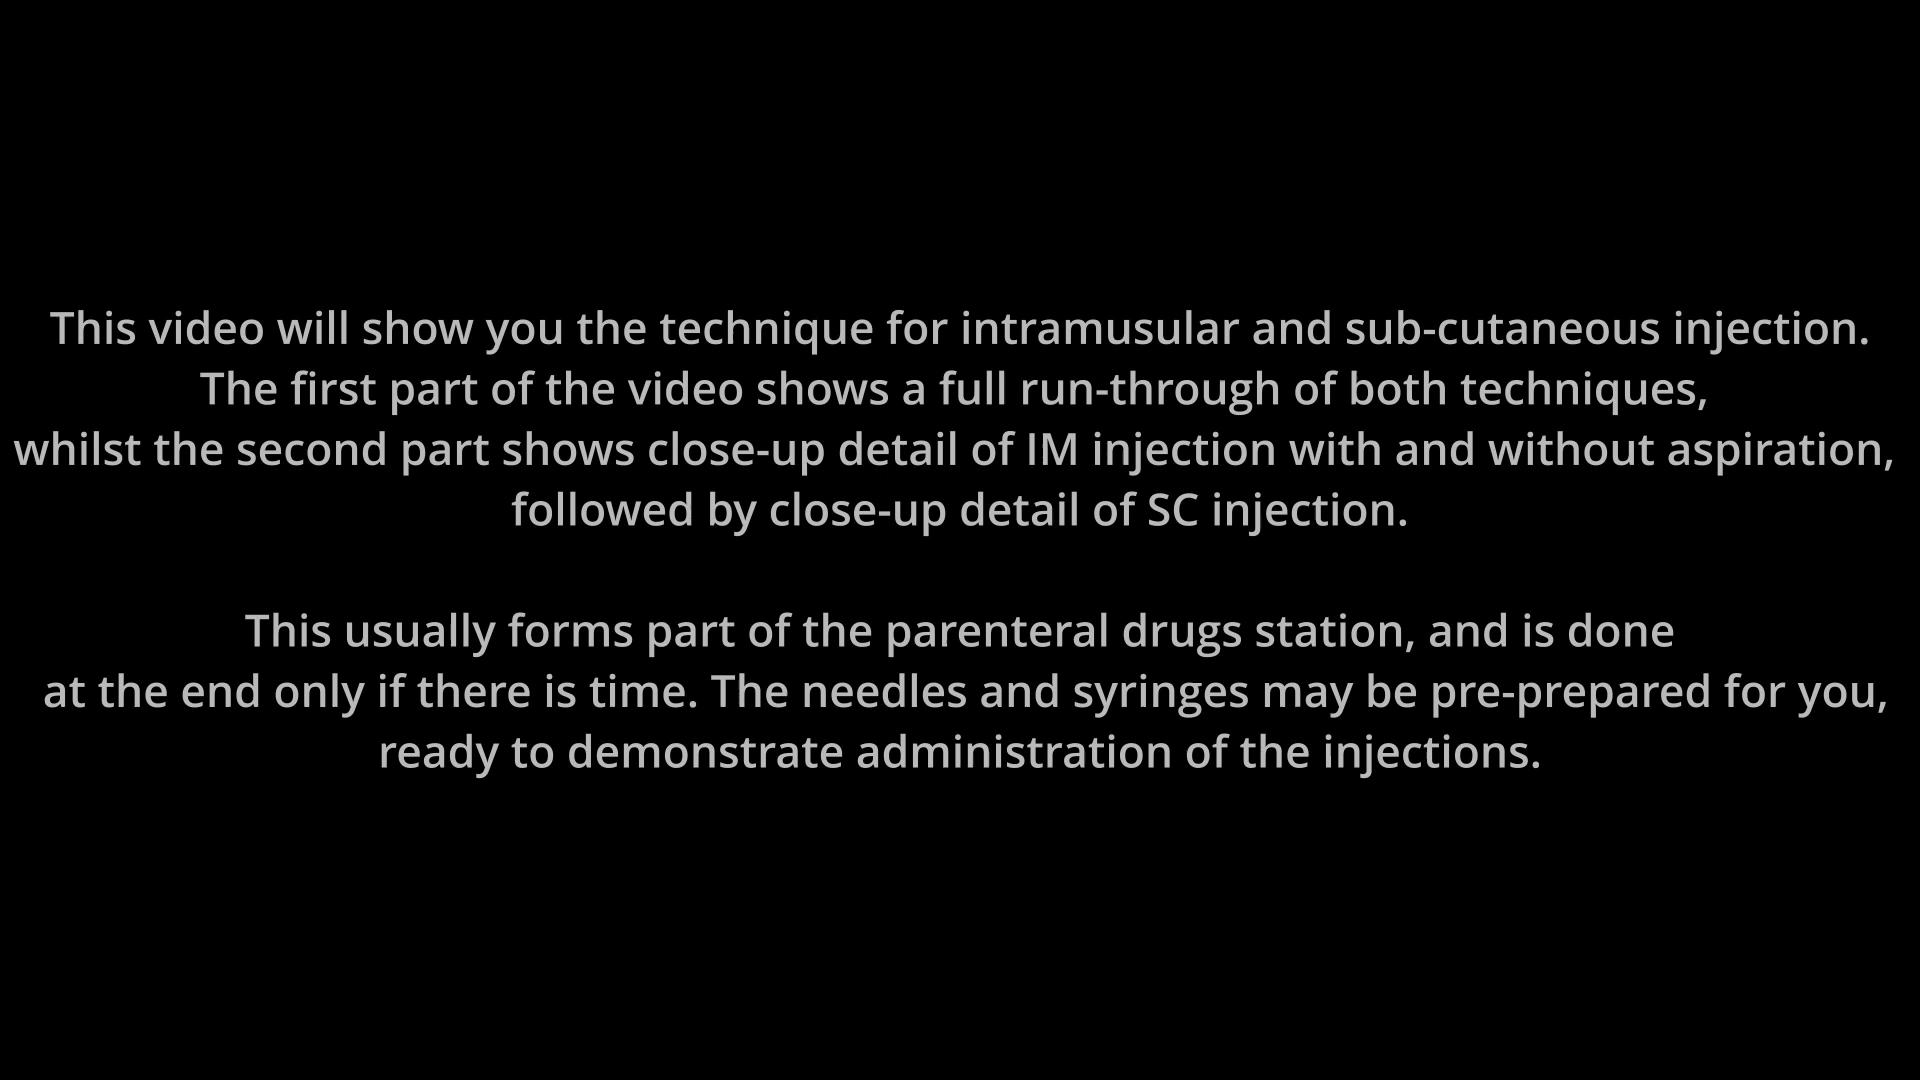 This video will show you the technique for intramusular and sub-cutaneous injection.
The first part of the video shows a full run-through of both techniques,
whilst the second part shows close-up detail of IM injection with and without aspiration,
followed by close-up detail of SC injection.
This usually forms part of the parenteral drugs station, and is done
at the end only if there is time. The needles and syringes may be pre-prepared for you,
ready to demonstrate administration of the injections.